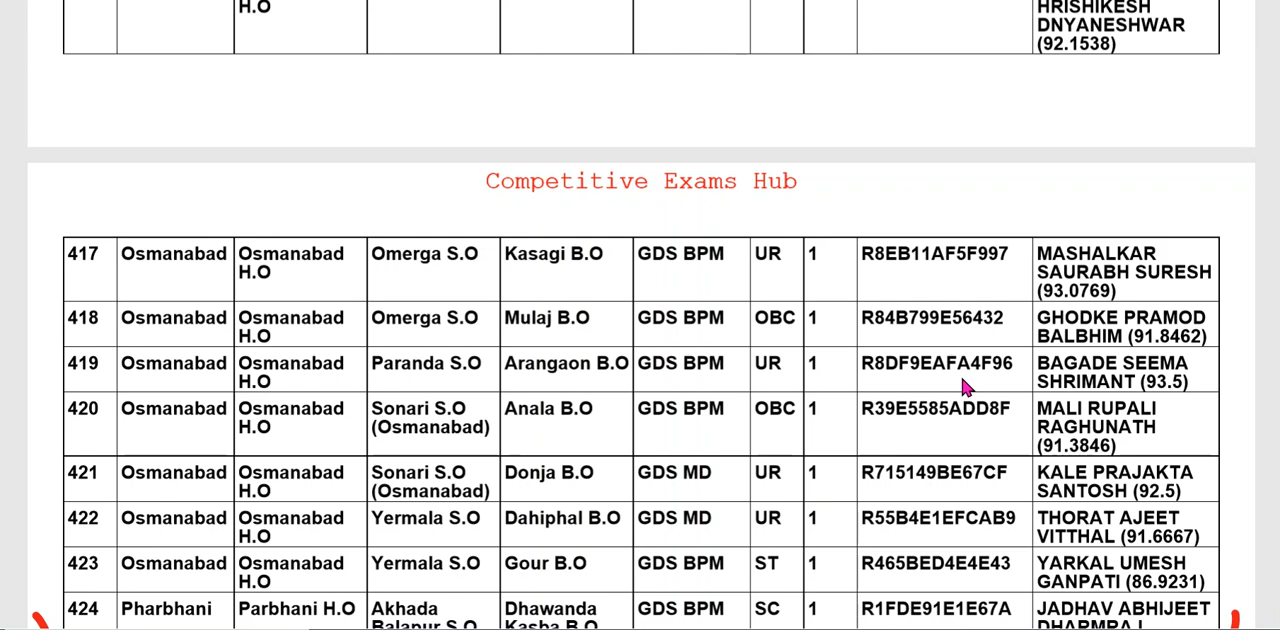 H.O HRISHIKESH
DNYANESHWAR
(92.1538)
Competitive Exams Hub
417 Osmanabad Osmanabad Omerga S.O Kasagi B.O GDS BPM UR 1 R8EB11AF5F997 MASHALKAR
H.O SAURABH SURESH
(93.0769)
418 Osmanabad Osmanabad Omerga S.O Mulaj B.O GDS BPM OBC 1 R84B799E56432 GHODKE PRAMOD
H.O BALBHIM (91.8462)
419 Osmanabad Osmanabad Paranda S.O Arangaon B.O GDS BPM UR 1 R8DF9EAFA4F96 BAGADE SEEMA
H.O SHRIMANT (93.5)
420 Osmanabad Osmanabad Sonari S.O Anala B.O GDS BPM OBC 1 R39E5585ADD8F MALI RUPALI
H.O (Osmanabad) RAGHUNATH
(91.3846)
421 Osmanabad Osmanabad Sonari S.O Donja B.O GDS MD UR 1 R715149BE67CF KALE PRAJAKTA
H.O (Osmanabad) SANTOSH (92.5)
422 Osmanabad Osmanabad Yermala S.O Dahiphal B.O GDS MD UR 1 R55B4E1EFCAB9 THORAT AJEET
H.O VITTHAL (91.6667)
423 Osmanabad Osmanabad Yermala S.O Gour B.O GDS BPM ST 1 R465BED4E4E43 YARKAL UMESH
H.O GANPATI (86.9231)
424 Pharbhani Parbhani H.O Akhada Dhawanda GDS BPM SC 1 R1FDE91E1E67A JADHAV ABHIJEET
Balapur S.O Kasba B.O DHARMRAJ